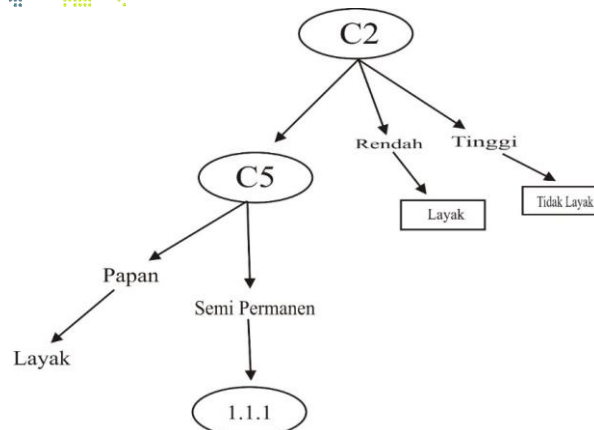 C2
Rendah
Tinggi
C5
Layak
Tidak Layak
Papan
Semi Permanen
Layak
1.1.1